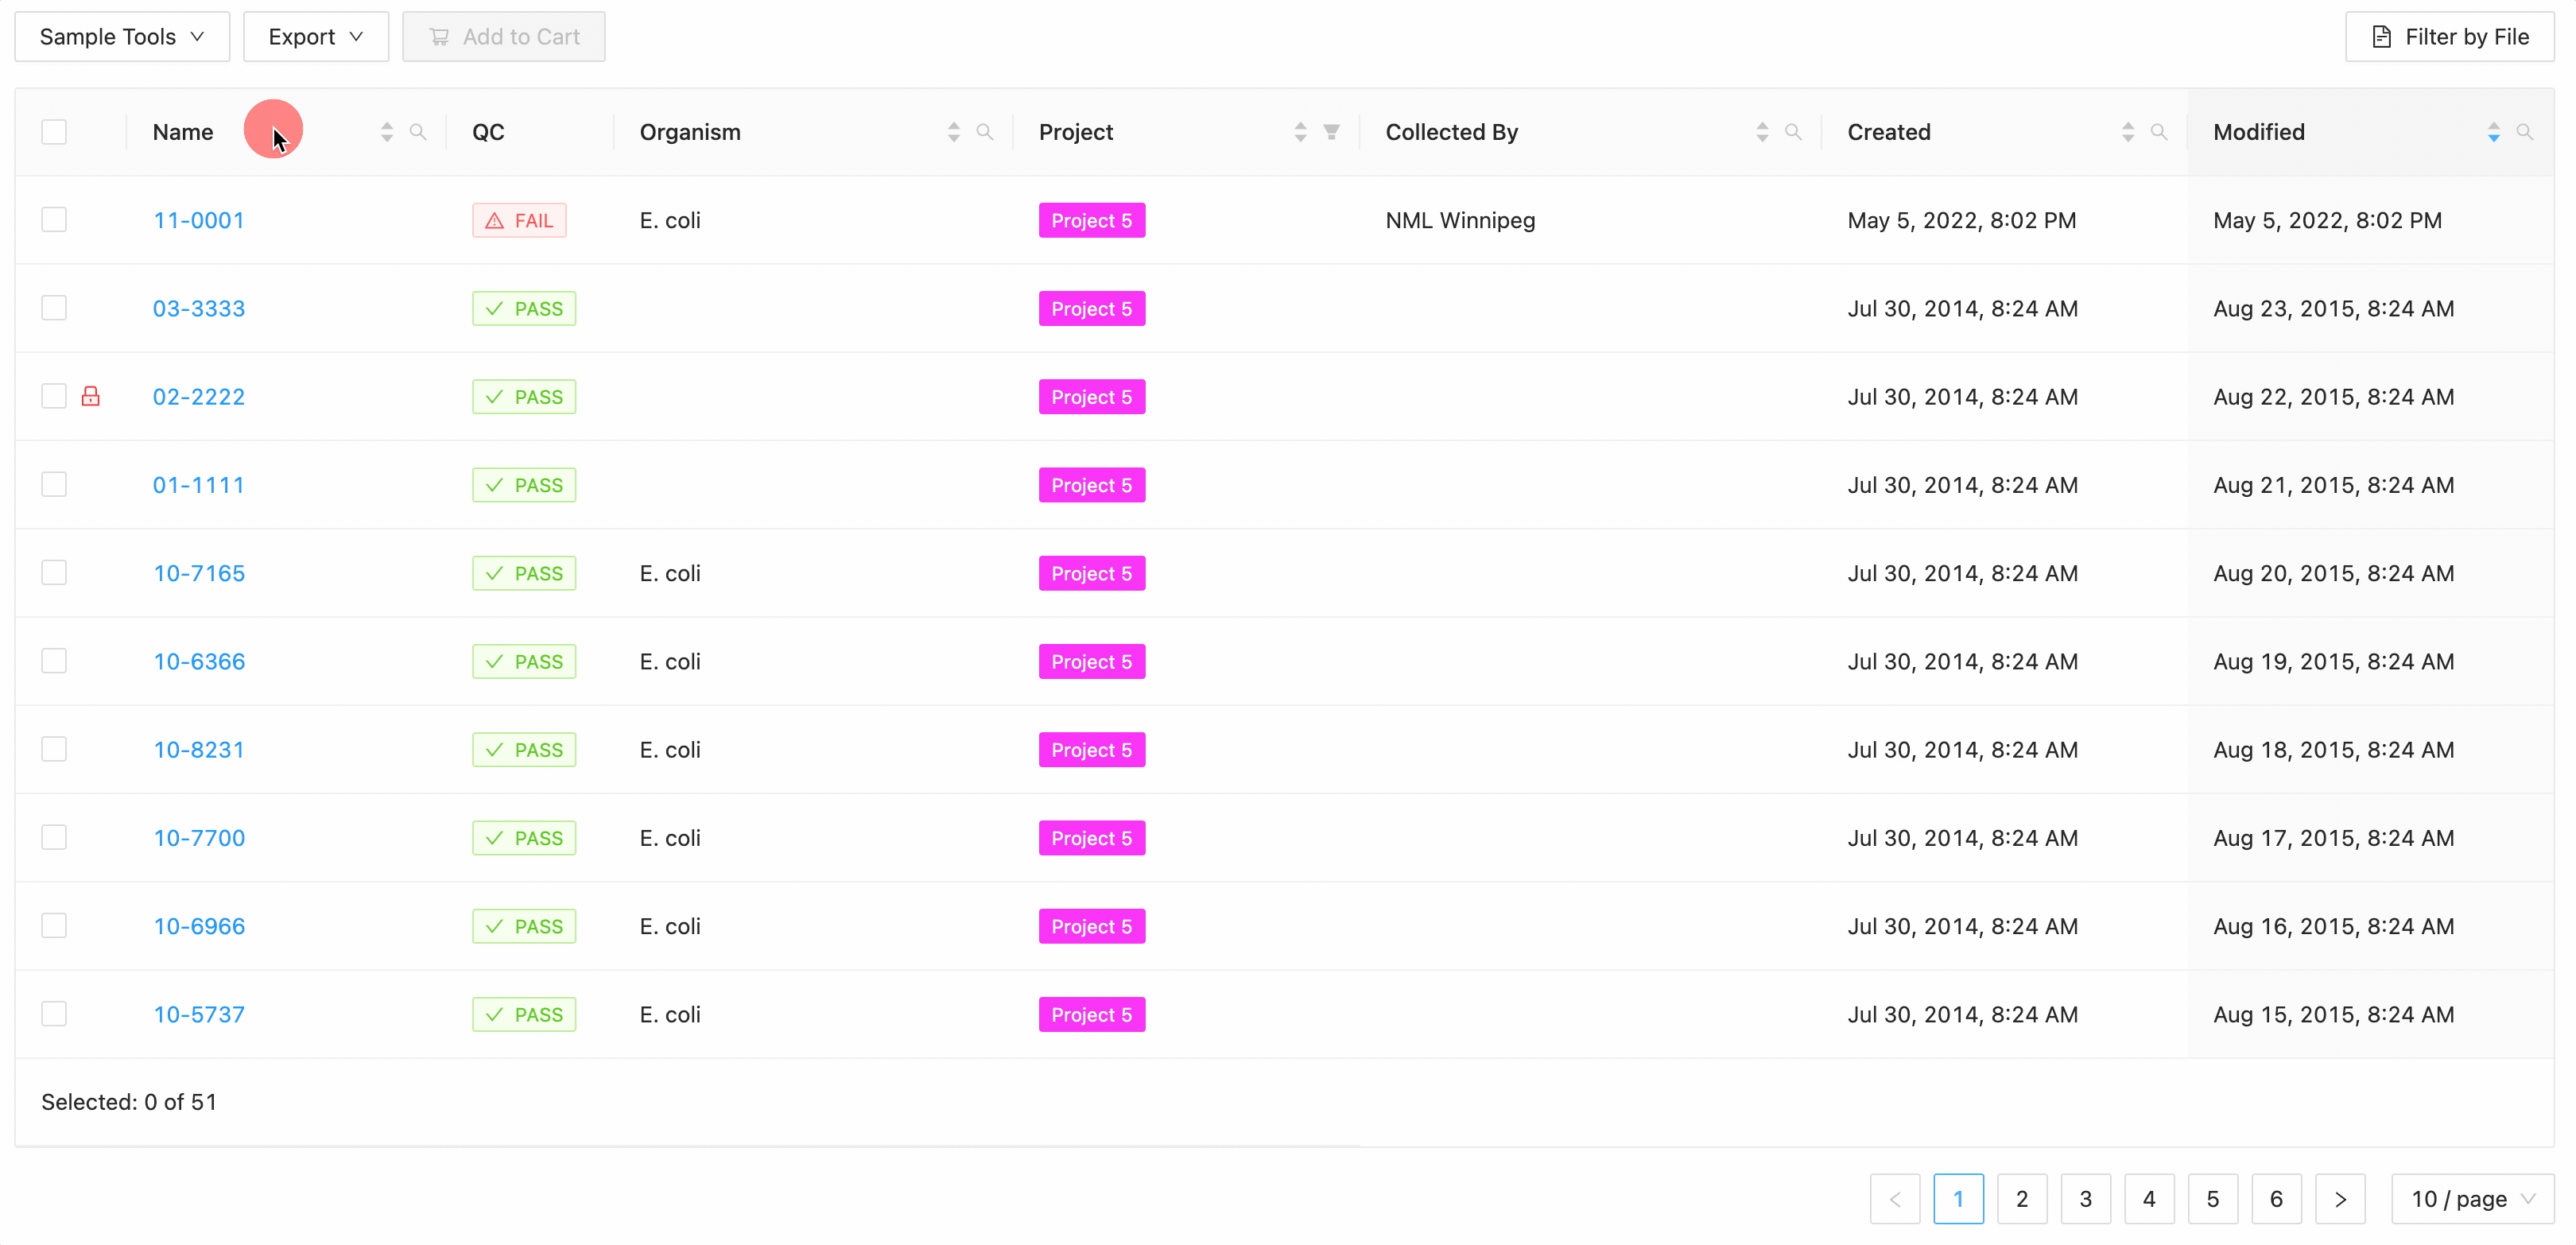 Sample Tools Export Add to Cart Filter by File
Name QC Organism Project Collected By Created Modified
11-0001 FAIL E. coli Project 5 NML Winnipeg May 5, 2022, 8:02 PM May 5, 2022, 8:02 PM
03-3333 PASS Project 5 Jul 30, 2014, 8:24 AM Aug 23, 2015, 8:24 AM
02-2222 PASS Project 5 Jul 30, 2014, 8:24 AM Aug 22, 2015, 8:24 AM
01-1111 PASS Project 5 Jul 30, 2014, 8:24 AM Aug 21, 2015, 8:24 AM
10-7165 PASS E. coli Project 5 Jul 30, 2014, 8:24 AM Aug 20, 2015, 8:24 AM
10-6366 PASS E. coli Project 5 Jul 30, 2014, 8:24 AM Aug 19, 2015, 8:24 AM
10-8231 PASS E. coli Project 5 Jul 30, 2014, 8:24 AM Aug 18, 2015, 8:24 AM
10-7700 PASS E. coli Project 5 Jul 30, 2014, 8:24 AM Aug 17, 2015, 8:24 AM
10-6966 PASS E. coli Project 5 Jul 30, 2014, 8:24 AM Aug 16, 2015, 8:24 AM
10-5737 PASS E. coli Project 5 Jul 30, 2014, 8:24 AM Aug 15, 2015, 8:24 AM
Selected: 0 of 51
< 1 2 3 4 5 6 > 10 / page